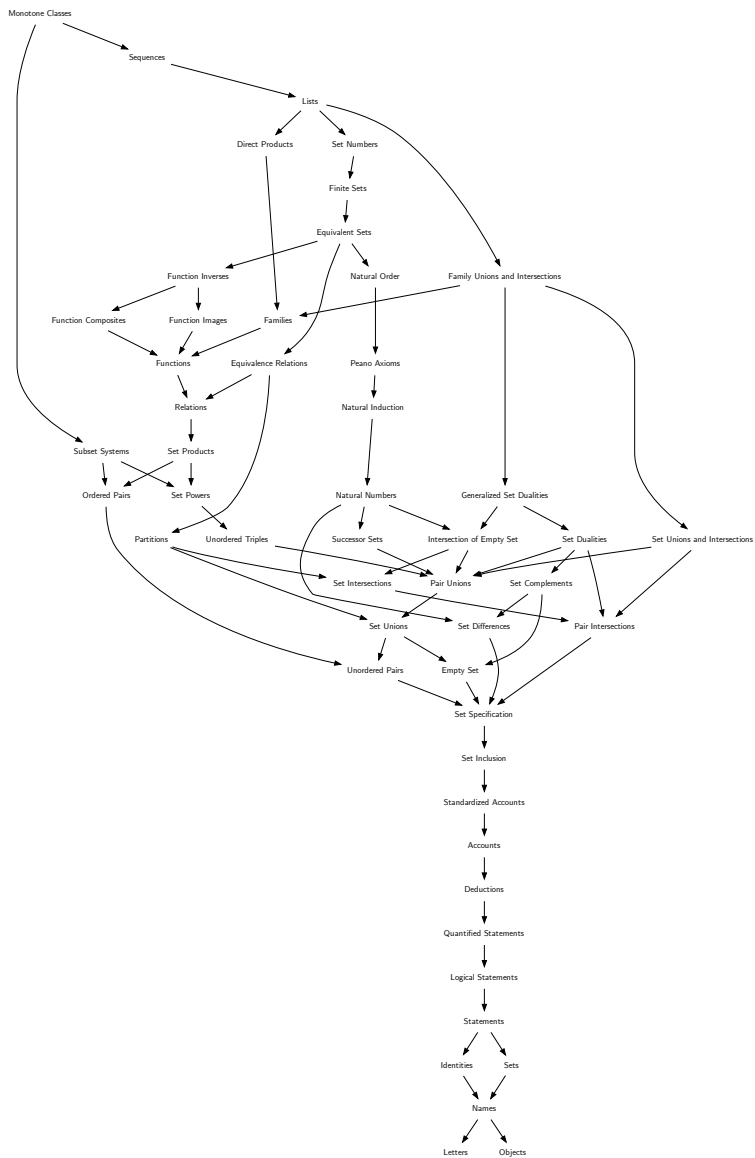 Monotone Classes
Sequences
Lists
Direct Products
Set Numbers
Finite Sets
Equivalent Sets
Function Inverses
Natural Order
Family Unions and Intersections
Function Composites
Function Images
Families
Functions
Equivalence Relations
Peano Axioms
Relations
Natural Induction
Subset Systems
Set Products
Ordered Pairs
Set Powers
Natural Numbers
Generalized Set Dualities
Partitions
Unordered Triples
Successor Sets
Intersection of Empty Set
Set Dualities
Set Unions and Intersections
Set Intersections
Pair Unions
Set Complements
Set Unions
Set Differences
Pair Intersections
Unordered Pairs
Empty Set
Set Specification
Set Inclusion
Standardized Accounts
Accounts
Deductions
Quantified Statements
Logical Statements
Statements
Identities
Sets
Names
Letters
Objects